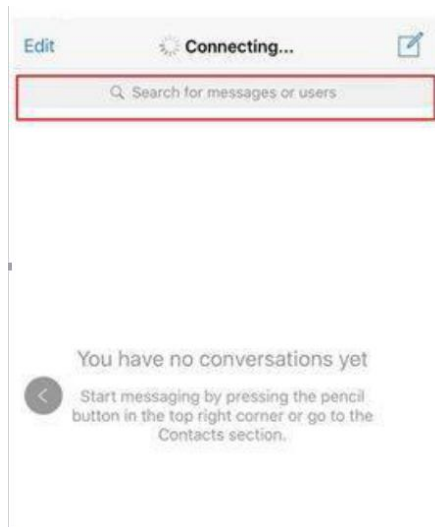 Edit
Connecting...
Search for messages or users
You have no conversations yet
Start messaging by pressing the pencil
button in the top right corner or go to the
Contacts section.